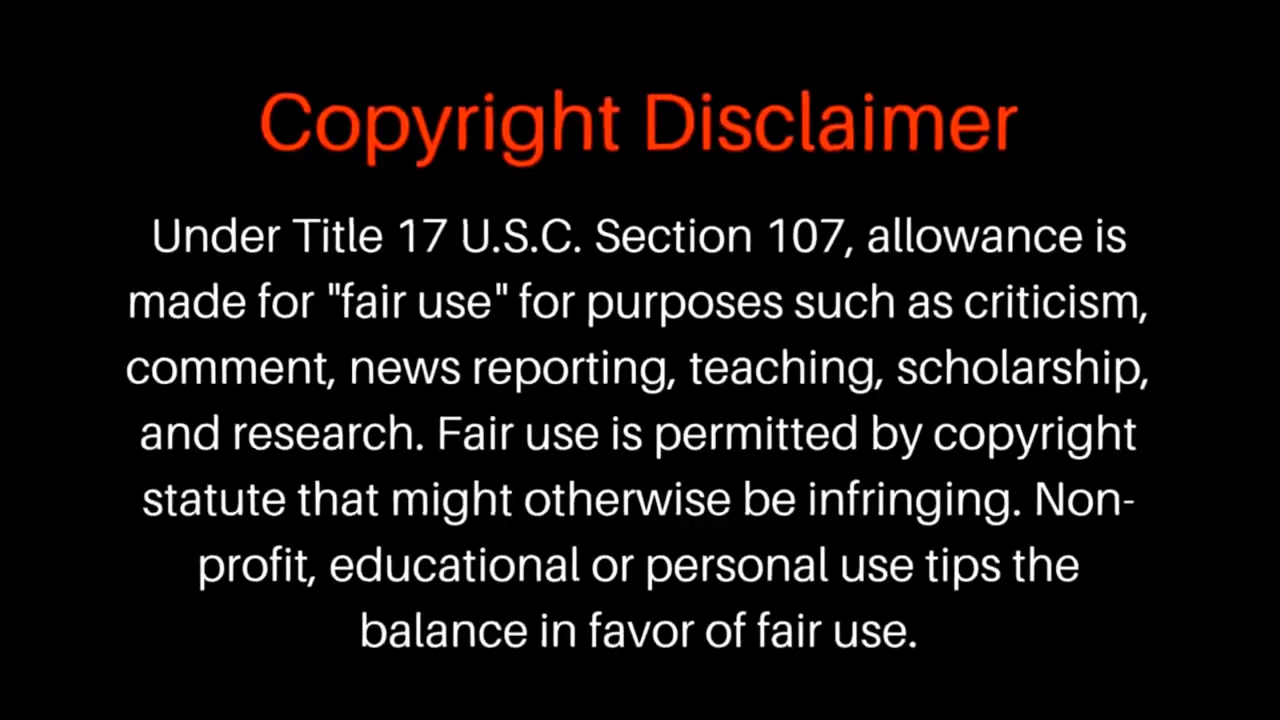 Copyright Disclaimer
Under Title 17 U.S.C. Section 107, allowance is
made for "fair use" for purposes such as criticism,
comment, news reporting, teaching, scholarship,
and research. Fair use is permitted by copyright
statute that might otherwise be infringing. Non-
profit, educational or personal use tips the
balance in favor of fair use.